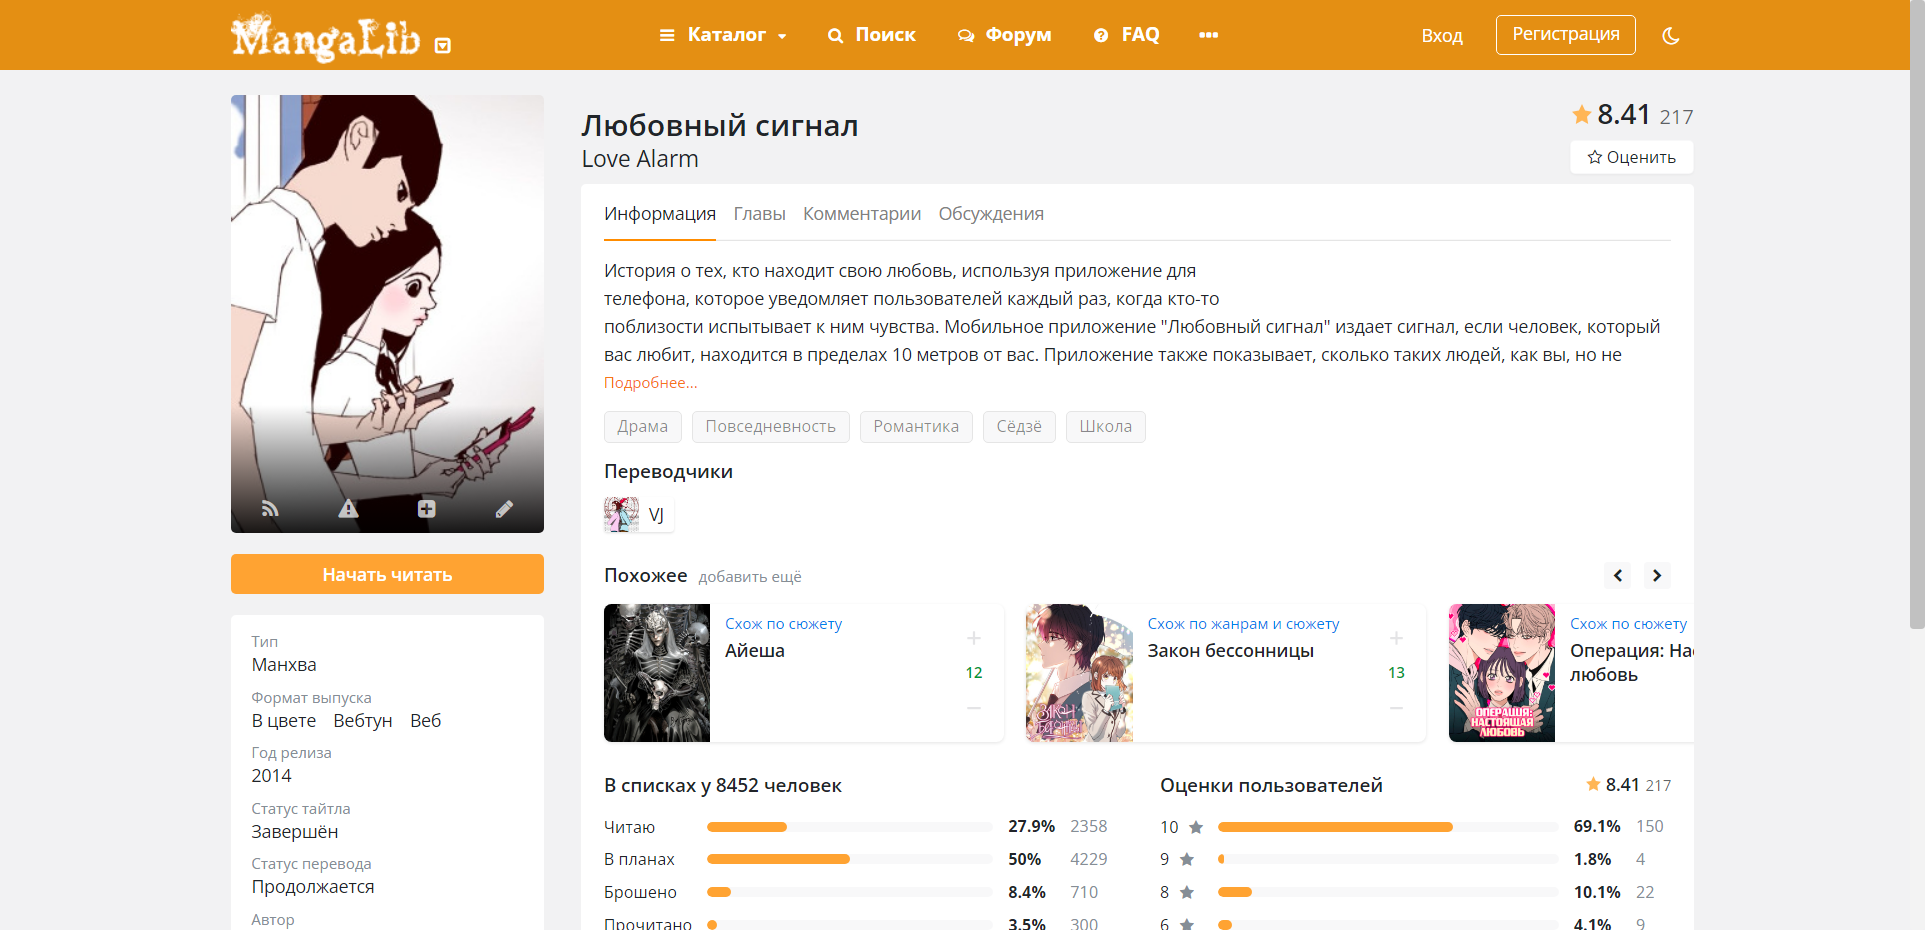 MangaLib
Каталог
Поиск
Форум
FAQ
Вход
Регистрация
Любовный сигнал
Love Alarm
8.41 217
Оценить
Информация Главы Комментарии Обсуждения
История о тех, кто находит свою любовь, используя приложение для
телефона, которое уведомляет пользователей каждый раз, когда кто-то
поблизости испытывает к ним чувства. Мобильное приложение "Любовный сигнал" издает сигнал, если человек, который
вас любит, находится в пределах 10 метров от вас. Приложение также показывает, сколько таких людей, как вы, но не
Подробнее...
Драма Повседневность Романтика Сёдзё Школа
Переводчики
VJ
Похожее добавить ещё
Схож по сюжету
Айеша
12
Схож по жанрам и сюжету
Закон бессонницы
13
ОПЕРАЦИЯ:
НАСТОЯЩАЯ
ЛЮБОВЬ
Схож по сюжету
Операция: На
любовь
Начать читать
Тип
Манхва
Формат выпуска
В цвете Вебтун Веб
Год релиза
2014
Статус тайтла
Завершён
Статус перевода
Продолжается
Автор
В списках у 8452 человек
Читаю 27.9% 2358
В планах 50% 4229
Брошено 8.4% 710
Прочитано 3.5% 300
Оценки пользователей 8.41 217
10 69.1% 150
9 1.8% 4
8 10.1% 22
6 4.1% 9